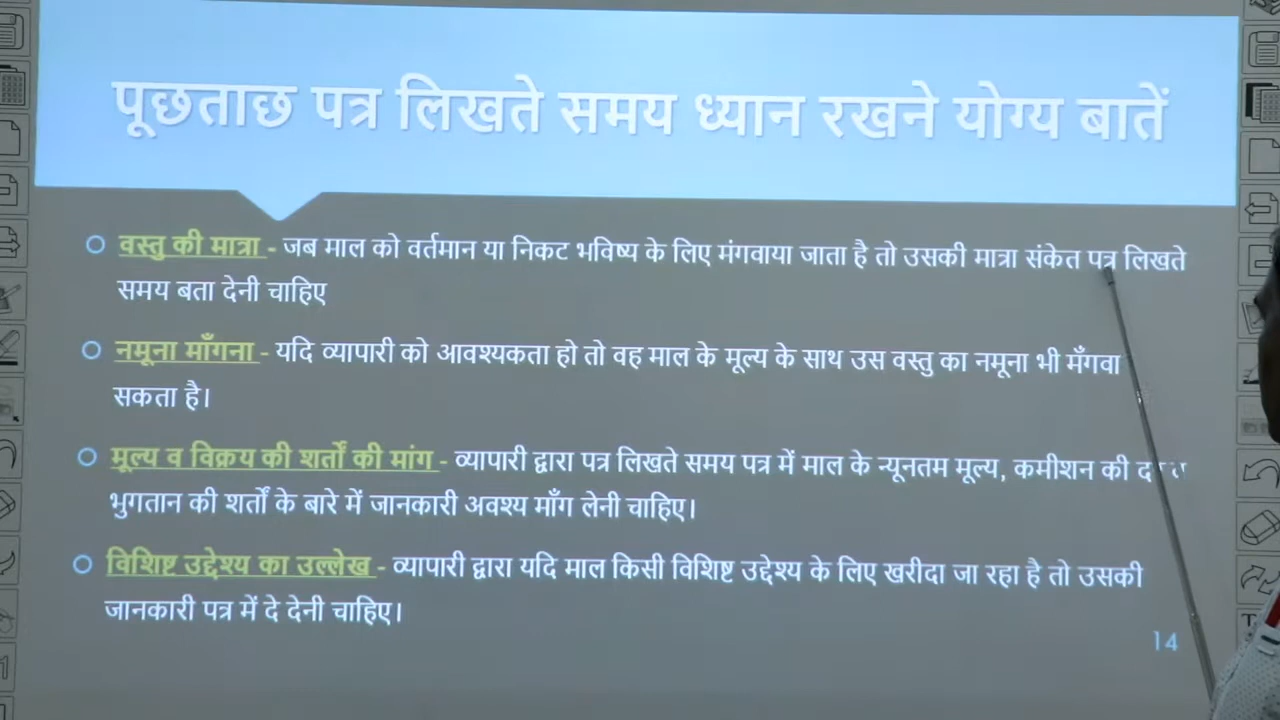 पूछताछ पत्र लिखते समय ध्यान रखने योग्य बातें
वस्तु की मात्रा - जब माल को वर्तमान या निकट भविष्य के लिए मंगवाया जाता है तो उसकी मात्रा संकेत पत्र लिखते
समय बता देनी चाहिए
नमूना माँगना - यदि व्यापारी को आवश्यकता हो तो वह माल के मूल्य के साथ उस वस्तु का नमूना भी मँगवा
सकता है।
मूल्य व विक्रय की शर्तों की मांग - व्यापारी द्वारा पत्र लिखते समय पत्र में माल के न्यूनतम मूल्य, कमीशन की
भुगतान की शर्तों के बारे में जानकारी अवश्य माँग लेनी चाहिए।
विशिष्ट उद्देश्य का उल्लेख - व्यापारी द्वारा यदि माल किसी विशिष्ट उद्देश्य के लिए खरीदा जा रहा है तो उसकी
जानकारी पत्र में दे देनी चाहिए।
14